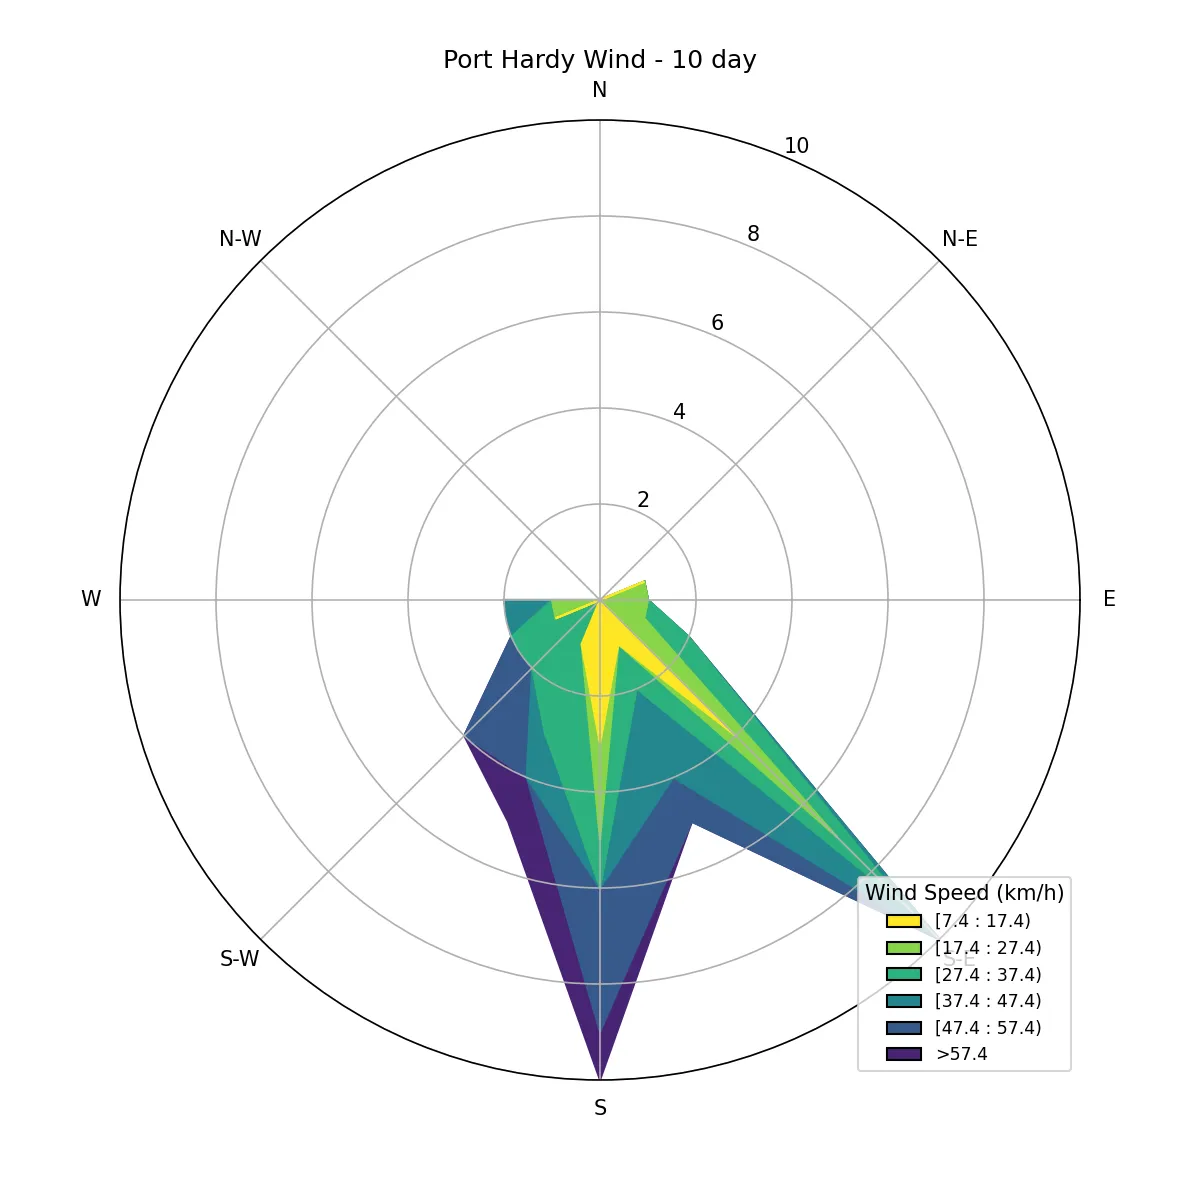 Port Hardy Wind - 10 day
N
10
N-W
8
N-E
6
4
2
W
E
Wind Speed (km/h)
[7.4 : 17.4)
[17.4 : 27.4)
[27.4 : 37.4)
[37.4 : 47.4)
[47.4 : 57.4)
>57.4
S-W
S-E
S